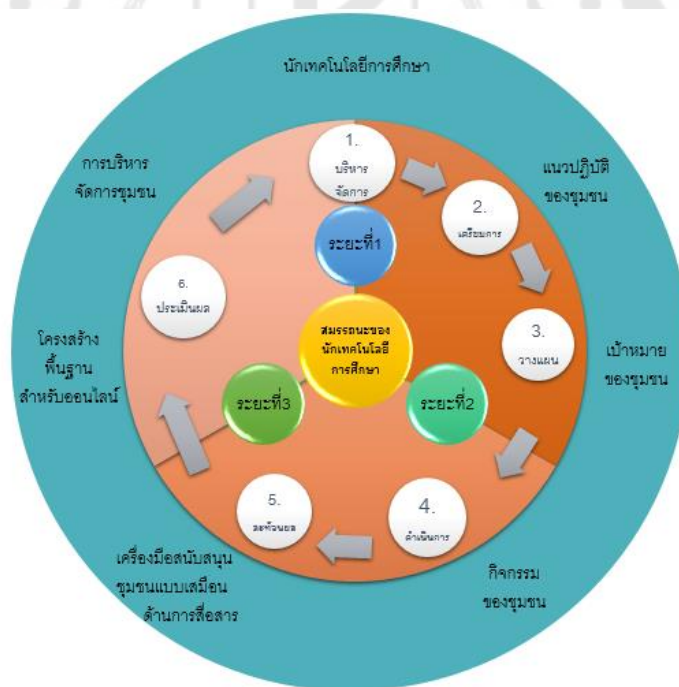 นักเทคโนโลยีการศึกษา
การบริหาร
จัดการชุมชน
แนวปฏิบัติ
ของชุมชน
1.
บริหาร
จัดการ
2.
เตรียมการ
ระยะที่1
6.
ประเมินผล
3.
วางแผน
สมรรถนะของ
นักเทคโนโลยี
การศึกษา
โครงสร้าง
พื้นฐาน
สำหรับออนไลน์
เป้าหมาย
ของชุมชน
ระยะที่3
ระยะที่2
5.
สะท้อนผล
4.
ดำเนินการ
เครื่องมือสนับสนุน
ชุมชนแบบเสมือน
ด้านการสื่อสาร
กิจกรรม
ของชุมชน